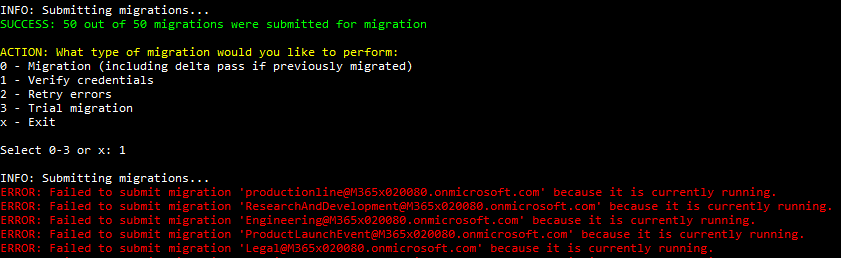 INFO: Submitting migrations...
SUCCESS: 50 out of 50 migrations were submitted for migration
ACTION: What type of migration would you like to perform:
0 - Migration (including delta pass if previously migrated)
1 - Verify credentials
2 - Retry errors
3 - Trial migration
x - Exit
Select 0-3 or x: 1
INFO: Submitting migrations...
ERROR: Failed to submit migration 'productionline@M365x020080.onmicrosoft.com' because it is currently running.
ERROR: Failed to submit migration 'ResearchAndDevelopment@M365x020080.onmicrosoft.com' because it is currently running.
ERROR: Failed to submit migration 'Engineering@M365x020080.onmicrosoft.com' because it is currently running.
ERROR: Failed to submit migration 'ProductLaunchEvent@M365x020080.onmicrosoft.com' because it is currently running.
ERROR: Failed to submit migration 'Legal@M365x020080.onmicrosoft.com' because it is currently running.